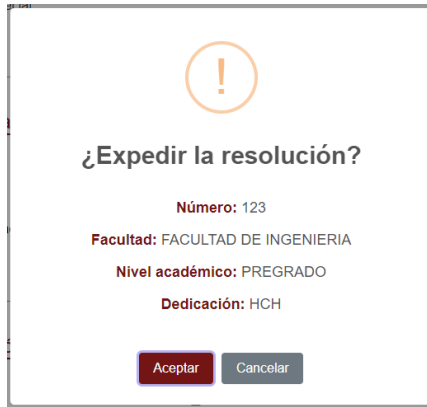 !
¿Expedir la resolución?
Número: 123
Facultad: FACULTAD DE INGENIERIA
Nivel académico: PREGRADO
Dedicación: HCH
Aceptar Cancelar